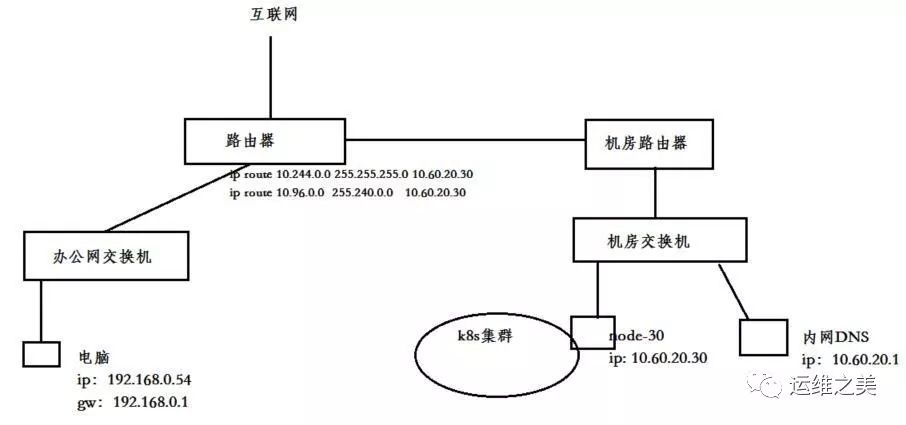 互联网
路由器
机房路由器
ip route 10.244.0.0 255.255.255.0 10.60.20.30
ip route 10.96.0.0 255.240.0.0 10.60.20.30
办公网交换机
机房交换机
k8s集群
node-30
ip: 10.60.20.30
内网DNS
ip: 10.60.20.1
电脑
ip: 192.168.0.54
gw: 192.168.0.1
运维之美